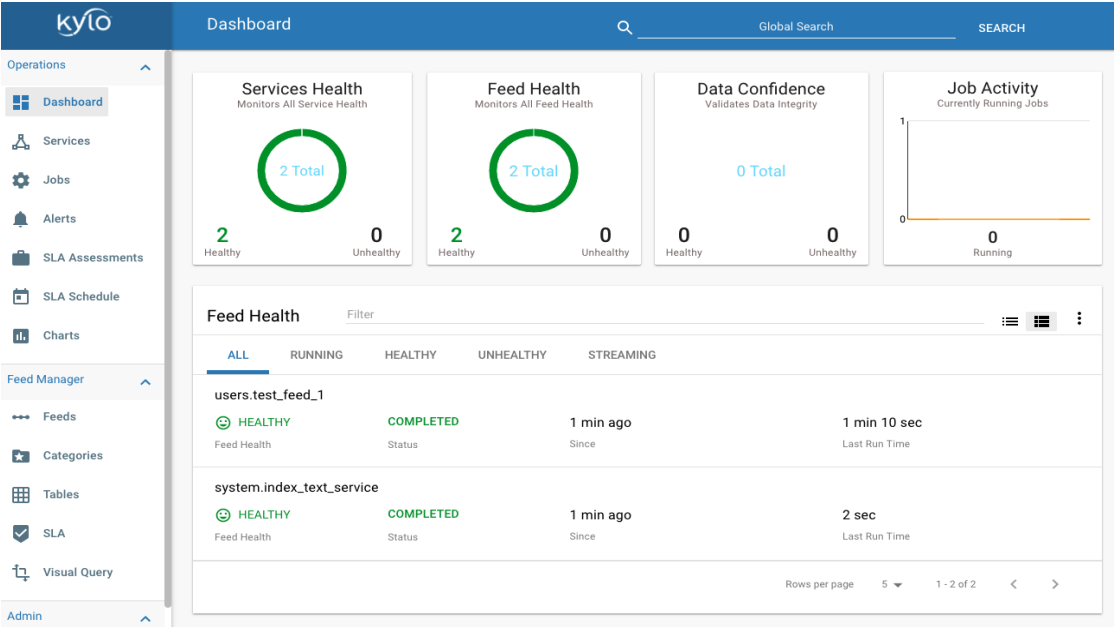 kylo
Dashboard
Global Search
SEARCH
Operations
Dashboard
Services
Jobs
Alerts
SLA Assessments
SLA Schedule
Charts
Feed Manager
Feeds
Categories
Tables
SLA
Visual Query
Admin
Services Health
Monitors All Service Health
2 Total
2
0
Healthy
Unhealthy
Feed Health
Monitors All Feed Health
2 Total
2
0
Healthy
Unhealthy
Data Confidence
Validates Data Integrity
0 Total
0
0
Healthy
Unhealthy
Job Activity
Currently Running Jobs
1
0
0
Running
Feed Health
Filter
ALL RUNNING HEALTHY UNHEALTHY STREAMING
users.test_feed_1
HEALTHY COMPLETED 1 min ago 1 min 10 sec
Feed Health Status Since Last Run Time
system.index_text_service
HEALTHY COMPLETED 1 min ago 2 sec
Feed Health Status Since Last Run Time
Rows per page 5 1 - 2 of 2